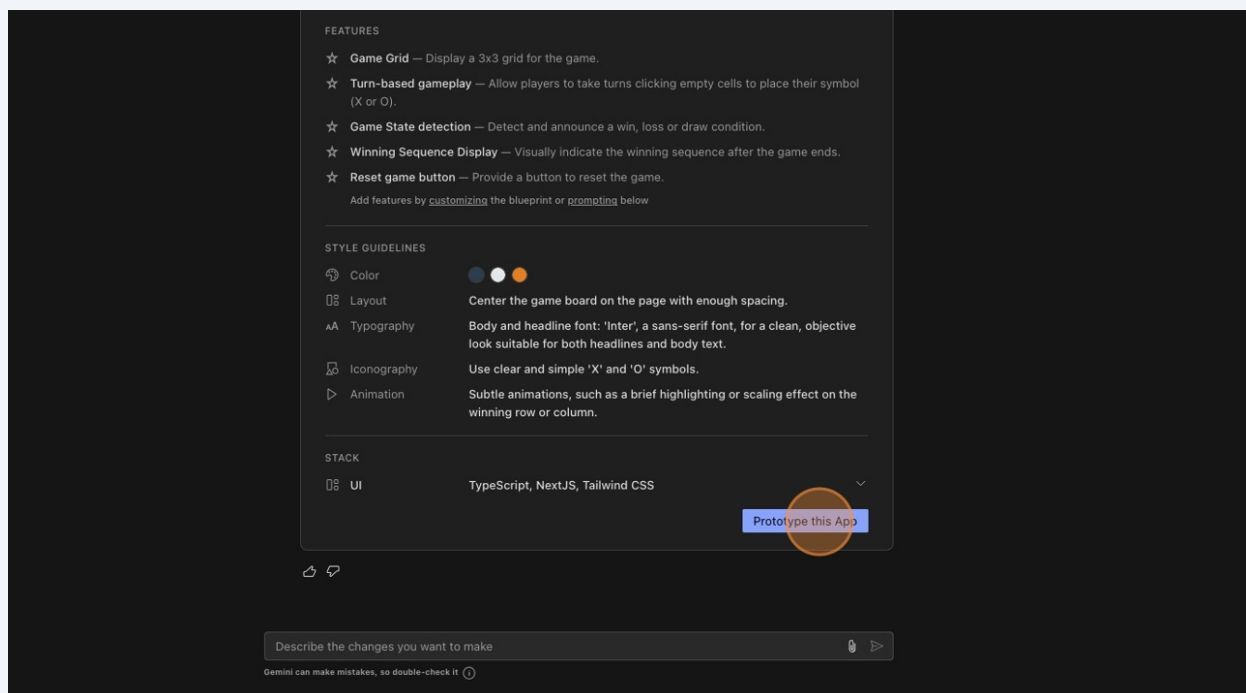 FEATURES
Game Grid — Display a 3x3 grid for the game.
Turn-based gameplay — Allow players to take turns clicking empty cells to place their symbol
(X or O).
Game State detection — Detect and announce a win, loss or draw condition.
Winning Sequence Display — Visually indicate the winning sequence after the game ends.
Reset game button — Provide a button to reset the game.
Add features by customizing the blueprint or prompting below
STYLE GUIDELINES
Color
Layout Center the game board on the page with enough spacing.
AA Typography Body and headline font: 'Inter', a sans-serif font, for a clean, objective
look suitable for both headlines and body text.
Iconography Use clear and simple 'X' and 'O' symbols.
Animation Subtle animations, such as a brief highlighting or scaling effect on the
winning row or column.
STACK
UI TypeScript, NextJS, Tailwind CSS
Prototype this App
Describe the changes you want to make
Gemini can make mistakes, so double-check it